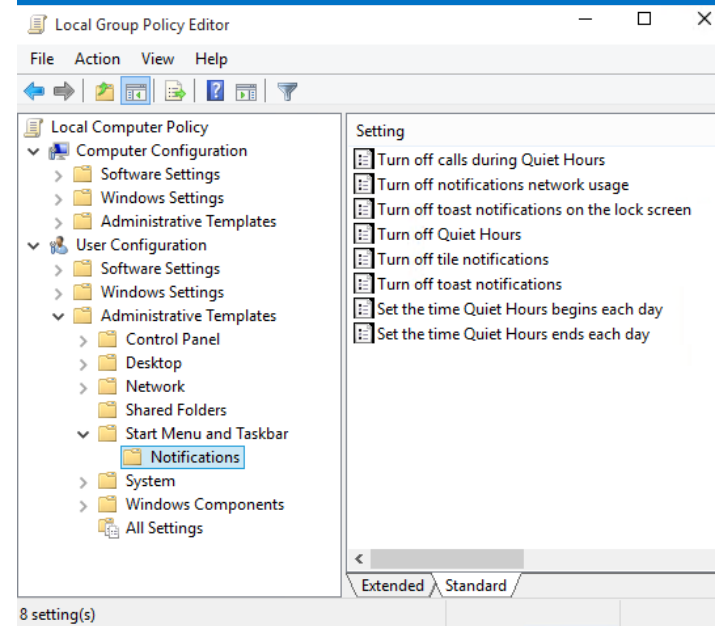 Local Group Policy Editor
File Action View Help
Local Computer Policy
Computer Configuration
Software Settings
Windows Settings
Administrative Templates
User Configuration
Software Settings
Windows Settings
Administrative Templates
Control Panel
Desktop
Network
Shared Folders
Start Menu and Taskbar
Notifications
System
Windows Components
All Settings
Setting
Turn off calls during Quiet Hours
Turn off notifications network usage
Turn off toast notifications on the lock screen
Turn off Quiet Hours
Turn off tile notifications
Turn off toast notifications
Set the time Quiet Hours begins each day
Set the time Quiet Hours ends each day
Extended Standard
8 setting(s)